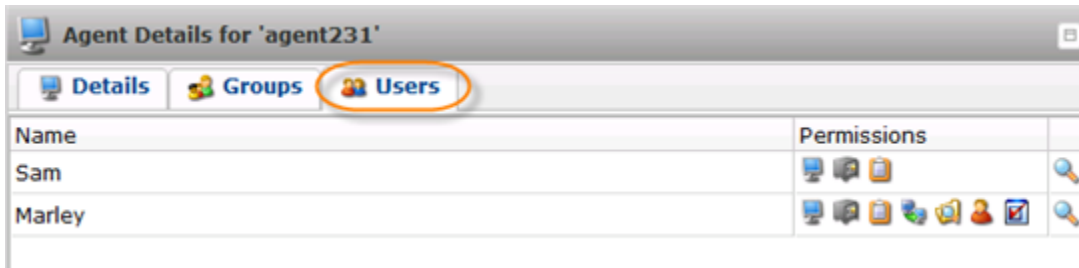 Agent Details for 'agent231'
Details Groups Users
Name Permissions
Sam
Marley